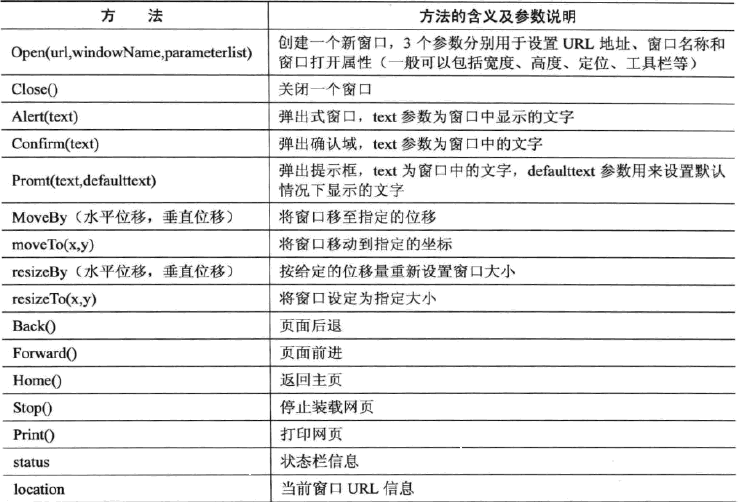 方 法 方法的含义及参数说明
Open(url,windowName,parameterlist) 创建一个新窗口，3 个参数分别用于设置 URL 地址、窗口名称和
窗口打开属性（一般可以包括宽度、高度、定位、工具栏等）
Close() 关闭一个窗口
Alert(text) 弹出式窗口，text 参数为窗口中显示的文字
Confirm(text) 弹出确认域，text 参数为窗口中的文字
Promt(text,defaulttext) 弹出提示框，text 为窗口中的文字，defaulttext 参数用来设置默认
情况下显示的文字
MoveBy（水平位移，垂直位移） 将窗口移至指定的位移
moveTo(x,y) 将窗口移动到指定的坐标
resizeBy（水平位移，垂直位移） 按给定的位移量重新设置窗口大小
resizeTo(x,y) 将窗口设定为指定大小
Back() 页面后退
Forward() 页面前进
Home() 返回主页
Stop() 停止装载网页
Print() 打印网页
status 状态栏信息
location 当前窗口 URL 信息